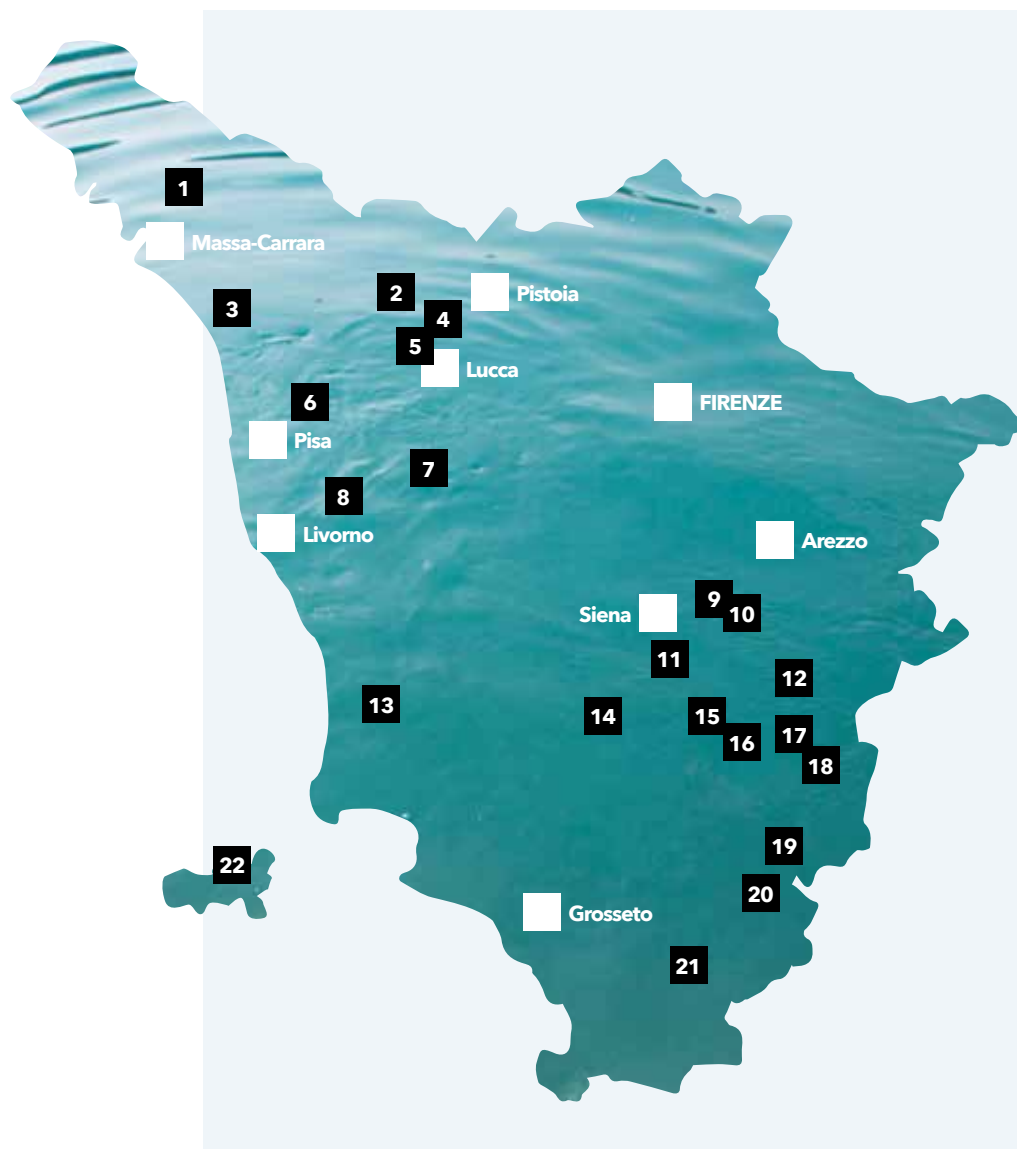 1
Massa-Carrara
2
Pistoia
3
4
5
Lucca
6
FIRENZE
Pisa
7
8
Livorno
Arezzo
9
10
Siena
11
12
13
14
15
16
17
18
19
22
20
Grosseto
21